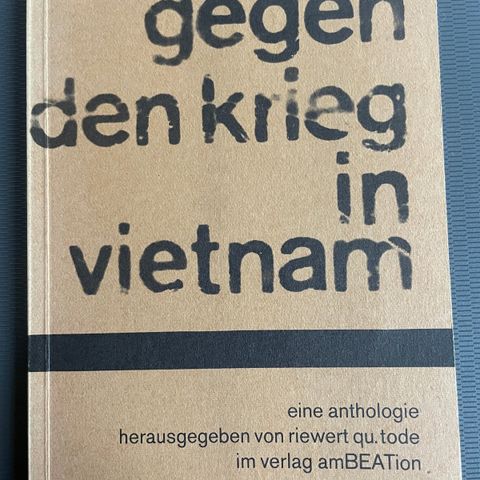 gegen
den krieg
in
vietnam
eine anthologie
herausgegeben von riewert qu. tode
im verlag amBEATion